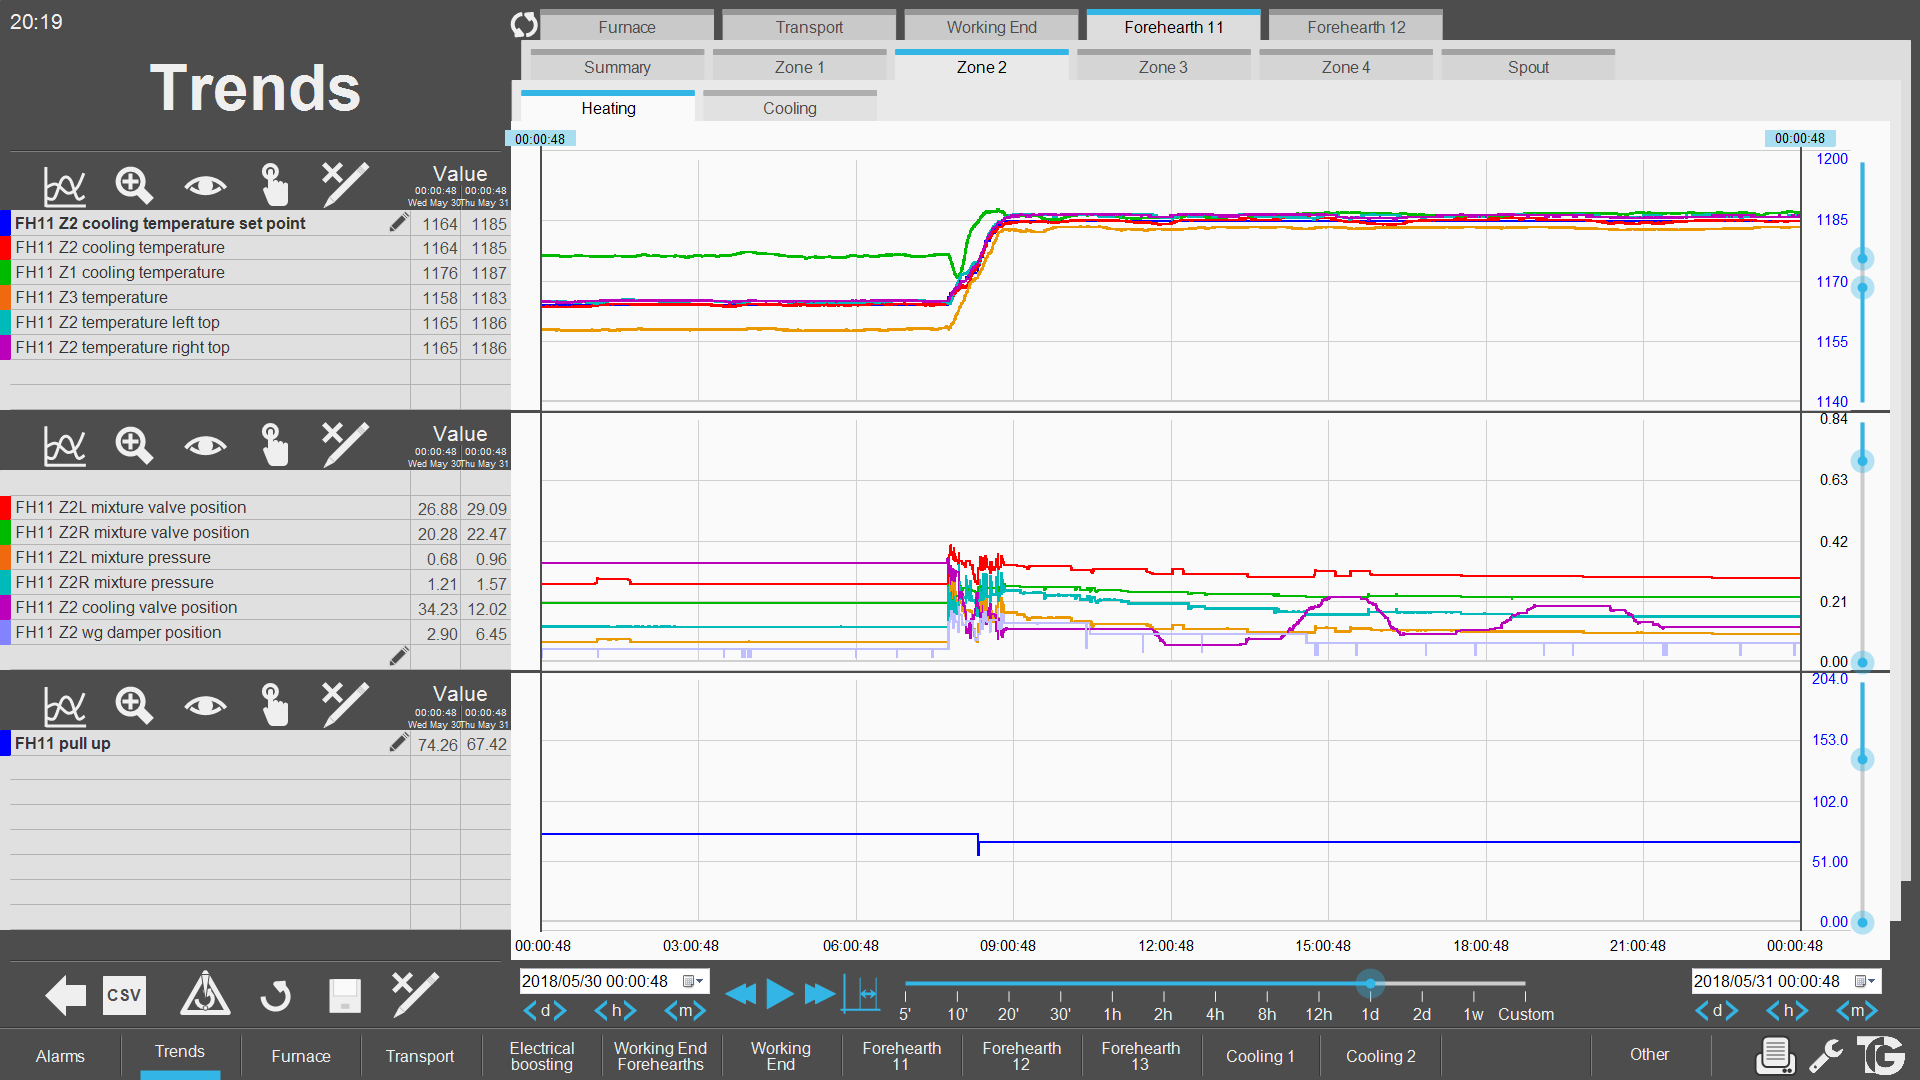 20:19
Trends
Furnace Transport Working End Forehearth 11 Forehearth 12
Summary Zone 1 Zone 2 Zone 3 Zone 4 Spout
Heating Cooling
00:00:48 00:00:48
Value
00:00:48 00:00:48
Wed May 30 Thu May 31
FH11 Z2 cooling temperature set point 1164 1185
FH11 Z2 cooling temperature 1164 1185
FH11 Z1 cooling temperature 1176 1187
FH11 Z3 temperature 1158 1183
FH11 Z2 temperature left top 1165 1186
FH11 Z2 temperature right top 1165 1186
1200
1185
1170
1155
1140
Value
00:00:48 00:00:48
Wed May 30 Thu May 31
FH11 Z2L mixture valve position 26.88 29.09
FH11 Z2R mixture valve position 20.28 22.47
FH11 Z2L mixture pressure 0.68 0.96
FH11 Z2R mixture pressure 1.21 1.57
FH11 Z2 cooling valve position 34.23 12.02
FH11 Z2 wg damper position 2.90 6.45
0.84
0.63
0.42
0.21
0.00
Value
00:00:48 00:00:48
Wed May 30 Thu May 31
FH11 pull up 74.26 67.42
204.0
153.0
102.0
51.00
0.00
00:00:48 03:00:48 06:00:48 09:00:48 12:00:48 15:00:48 18:00:48 21:00:48 00:00:48
CSV
2018/05/30 00:00:48
< d > < h > < m >
5' 10' 20' 30' 1h 2h 4h 8h 12h 1d 2d 1w Custom
2018/05/31 00:00:48
< d > < h > < m >
Alarms Trends Furnace Transport Electrical boosting Working End Forehearths Working End Forehearth 11 Forehearth 12 Forehearth 13 Cooling 1 Cooling 2 Other
TG